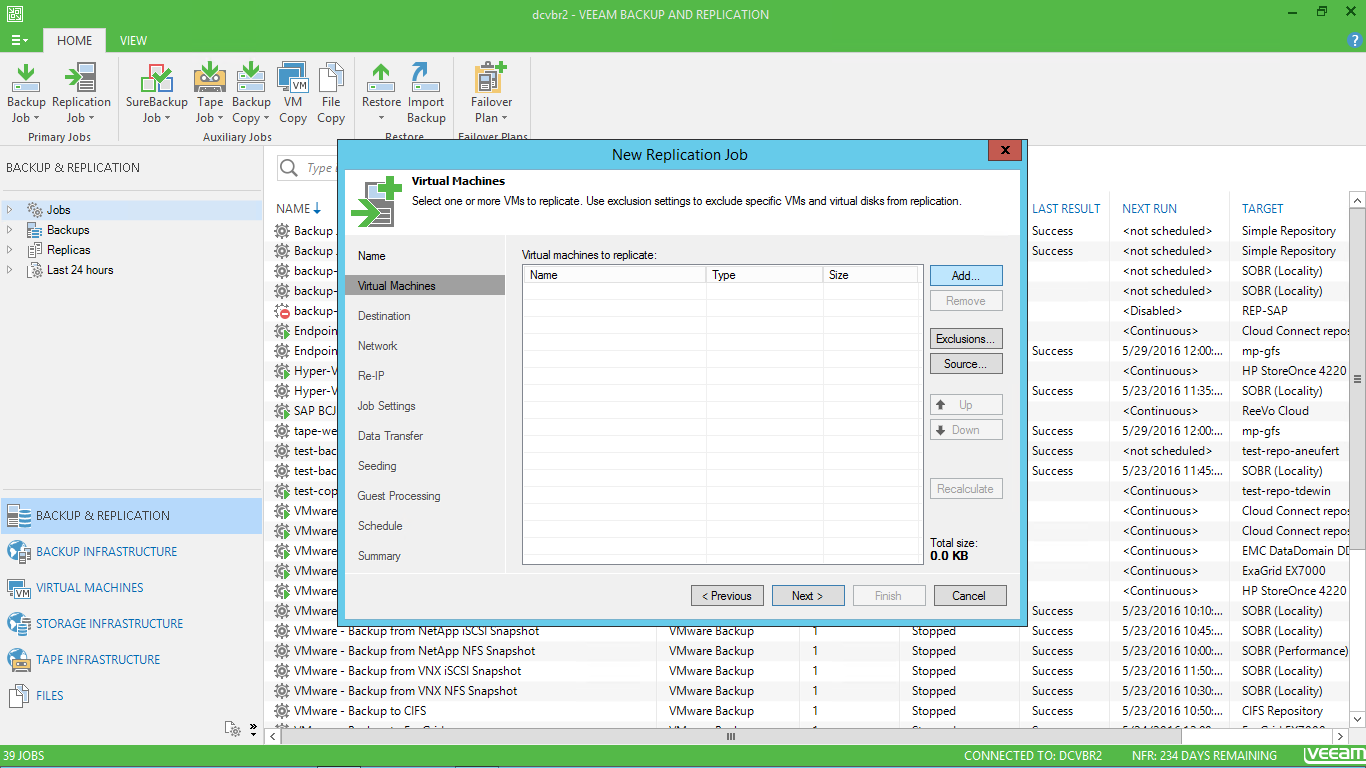 dcvbr2 - VEEAM BACKUP AND REPLICATION
HOME VIEW
Backup Job Replication Job SureBackup Job Tape Job Backup Copy VM Copy File Copy Restore Import Backup Failover Plan
Primary Jobs Auxiliary Jobs Restore Failover Plans
BACKUP & REPLICATION
Jobs
Backups
Replicas
Last 24 hours
BACKUP & REPLICATION
BACKUP INFRASTRUCTURE
VIRTUAL MACHINES
STORAGE INFRASTRUCTURE
TAPE INFRASTRUCTURE
FILES
New Replication Job
Virtual Machines
Select one or more VMs to replicate. Use exclusion settings to exclude specific VMs and virtual disks from replication.
Name
Virtual Machines
Destination
Network
Re-IP
Job Settings
Data Transfer
Seeding
Guest Processing
Schedule
Summary
Virtual machines to replicate:
Name Type Size
Add...
Remove
Exclusions...
Source...
Up
Down
Recalculate
Total size:
0.0 KB
< Previous Next > Finish Cancel
Type
NAME LAST RESULT NEXT RUN TARGET
Backup Success <not scheduled> Simple Repository
Backup Success <not scheduled> Simple Repository
backup- <not scheduled> SOBR (Locality)
backup- <not scheduled> SOBR (Locality)
backup- <Disabled> REP-SAP
Endpoin <Continuous> Cloud Connect repos
Endpoin Success 5/29/2016 12:00:... mp-gfs
Hyper-V <Continuous> HP StoreOnce 4220
Hyper-V Success 5/23/2016 11:35:... SOBR (Locality)
SAP BCJ <Continuous> ReeVo Cloud
tape-we Success 5/29/2016 12:00:... mp-gfs
test-bac Success <not scheduled> test-repo-aneufert
test-bac Success 5/23/2016 11:45:... SOBR (Locality)
test-cop <Continuous> test-repo-tdewin
VMware <Continuous> Cloud Connect repos
VMware <Continuous> Cloud Connect repos
VMware <Continuous> EMC DataDomain DD
VMware <Continuous> ExaGrid EX7000
VMware <Continuous> HP StoreOnce 4220
VMware Success 5/23/2016 10:10:... SOBR (Locality)
VMware - Backup from NetApp iSCSI Snapshot VMware Backup 1 Stopped Success 5/23/2016 10:45:... SOBR (Locality)
VMware - Backup from NetApp NFS Snapshot VMware Backup 1 Stopped Success 5/23/2016 10:00:... SOBR (Performance)
VMware - Backup from VNX iSCSI Snapshot VMware Backup 1 Stopped Success 5/23/2016 11:50:... SOBR (Locality)
VMware - Backup from VNX NFS Snapshot VMware Backup 1 Stopped Success 5/23/2016 10:30:... SOBR (Locality)
VMware - Backup to CIFS VMware Backup 1 Stopped Success 5/23/2016 10:50:... CIFS Repository
39 JOBS CONNECTED TO: DCVBR2 NFR: 234 DAYS REMAINING veeam